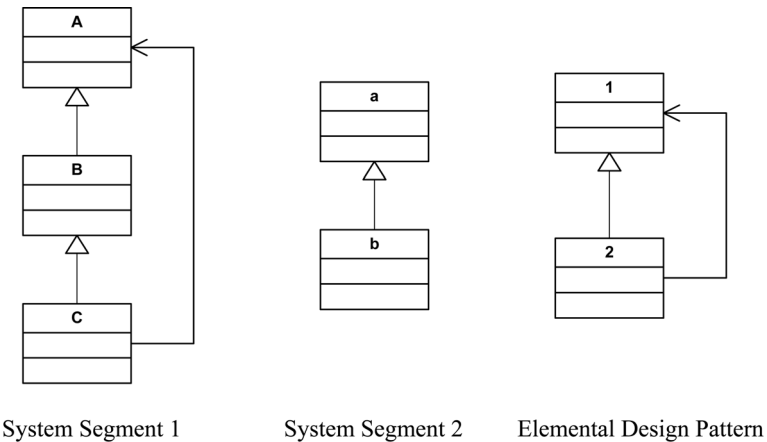 A
B
C
System Segment 1
a
b
System Segment 2
1
2
Elemental Design Pattern